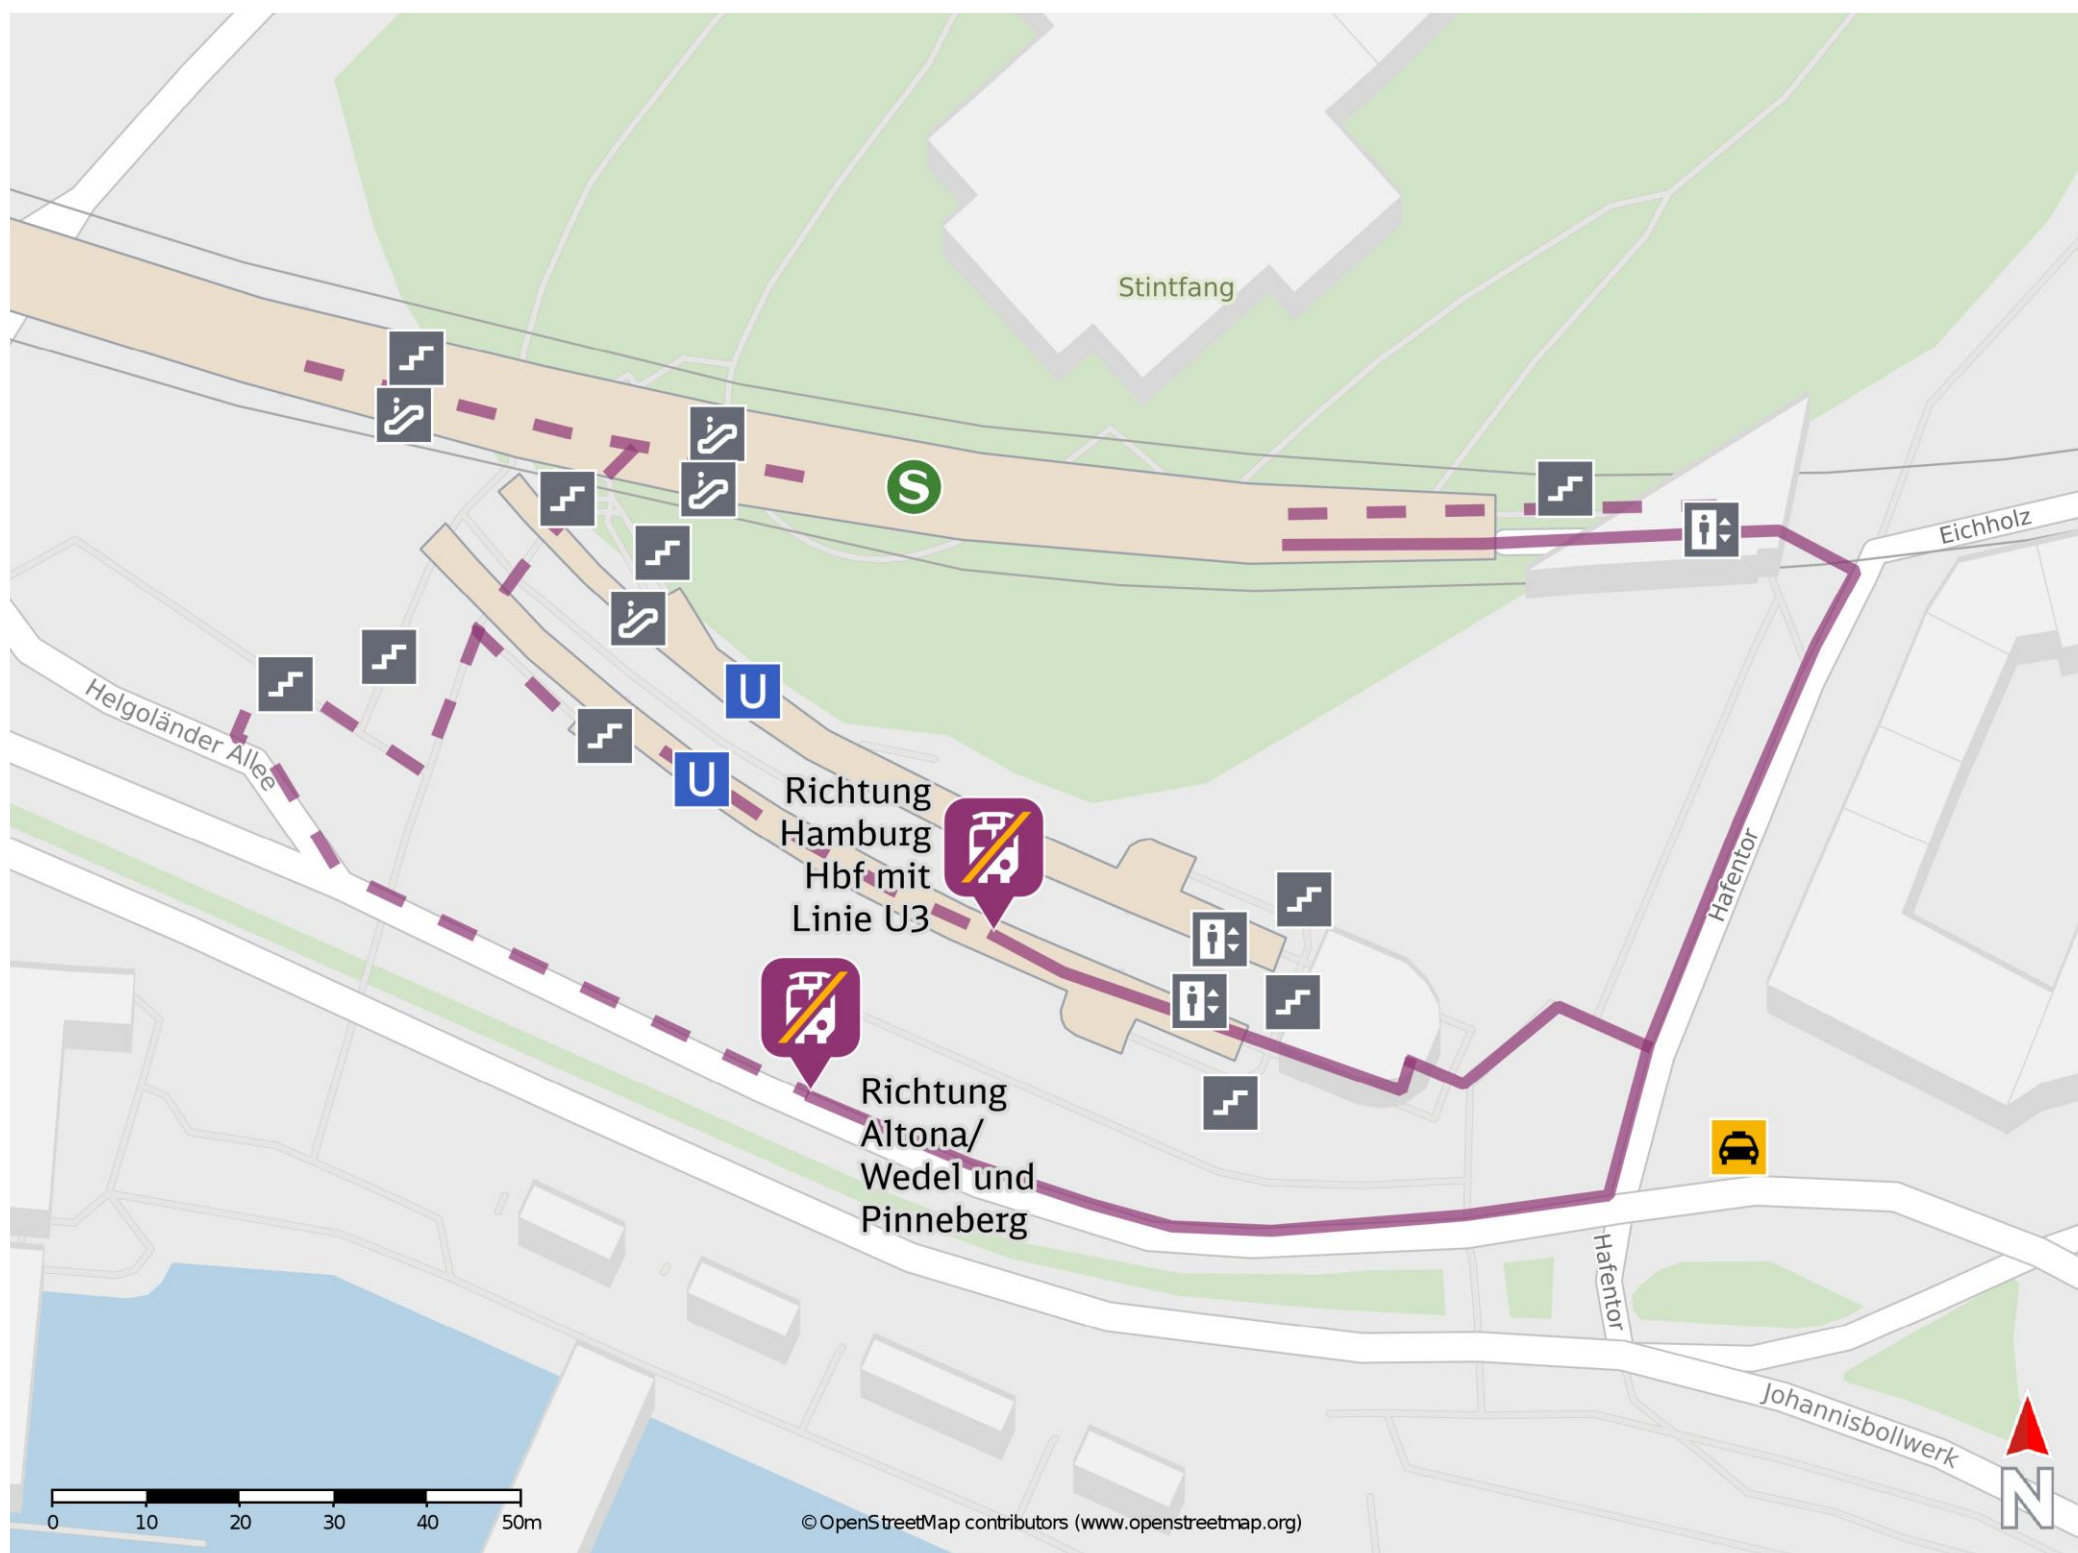 Stintfang
S
Eichholz
Helgoländer Allee
U
U
Richtung
Hamburg
Hbf mit
Linie U3
Hafentor
Richtung
Altona/
Wedel und
Pinneberg
Hafentor
Johannisbollwerk
N
0 10 20 30 40 50m
© OpenStreetMap contributors (www.openstreetmap.org)